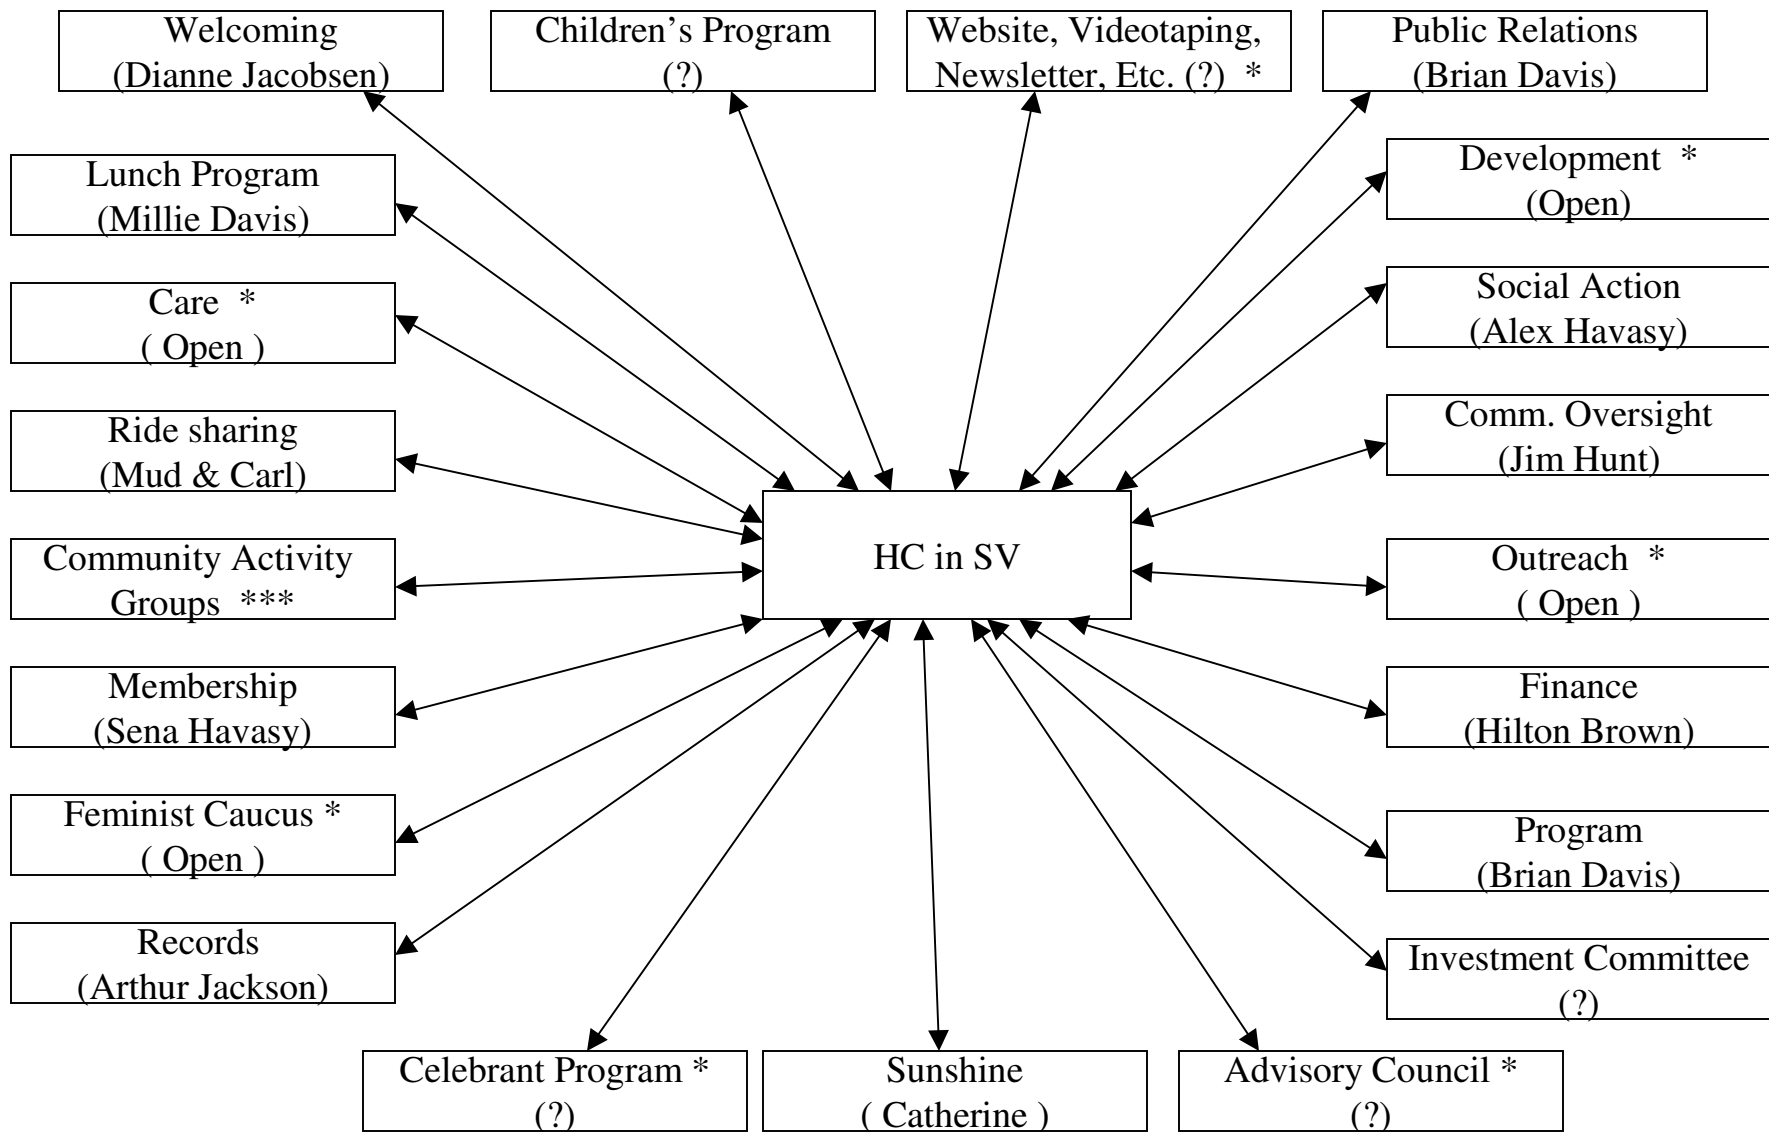 Welcoming
(Dianne Jacobsen)
Children’s Program
(?)
Website, Videotaping,
Newsletter, Etc. (?)  *
Public Relations
(Brian Davis)
Lunch Program
(Millie Davis)
Development  *
(Open)
Care  *
( Open )
Social Action
(Alex Havasy)
Ride sharing
(Mud & Carl)
Comm. Oversight
(Jim Hunt)
HC in SV
Community Activity
Groups  ***
Outreach  *
( Open )
Membership
(Sena Havasy)
Finance
(Hilton Brown)
Feminist Caucus *
( Open )
Program
(Brian Davis)
Records
(Arthur Jackson)
Investment Committee
(?)
Celebrant Program *
(?)
Sunshine
( Catherine )
Advisory Council *
(?)